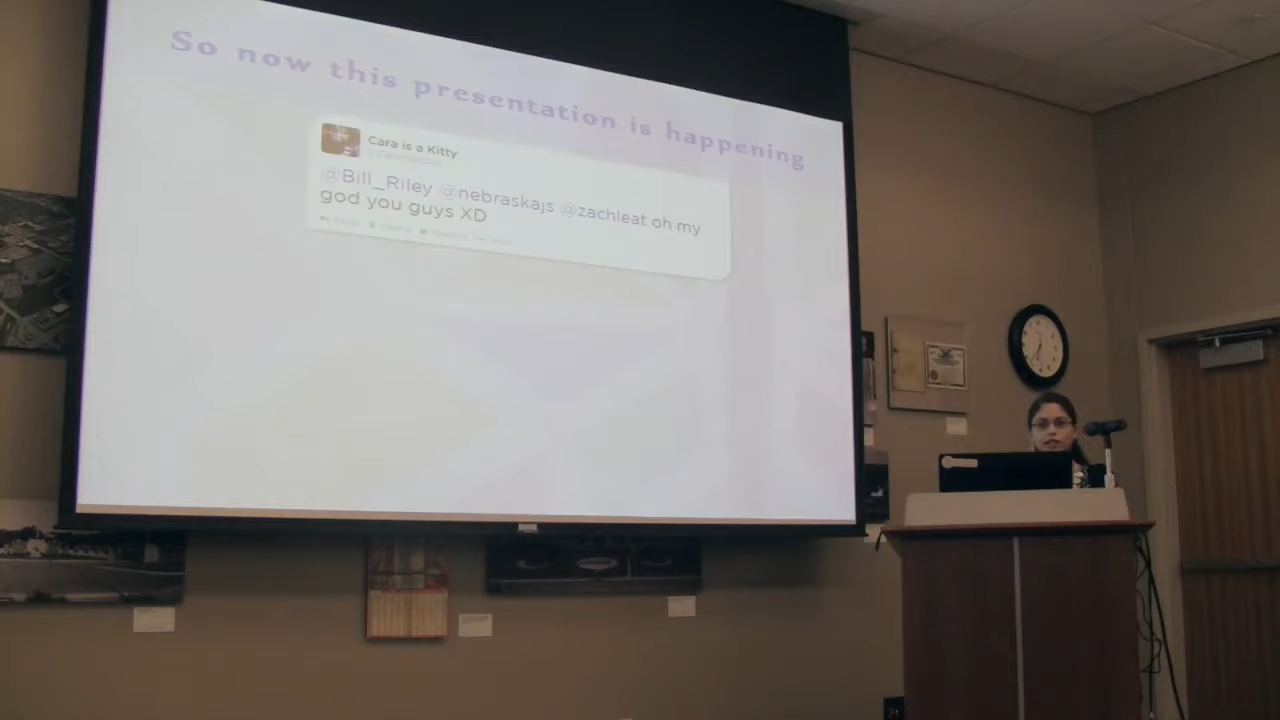 So now this presentation is happening
Cara is a Kitty
@Bill_Riley @nebraskajs @zachleat oh my
god you guys XD